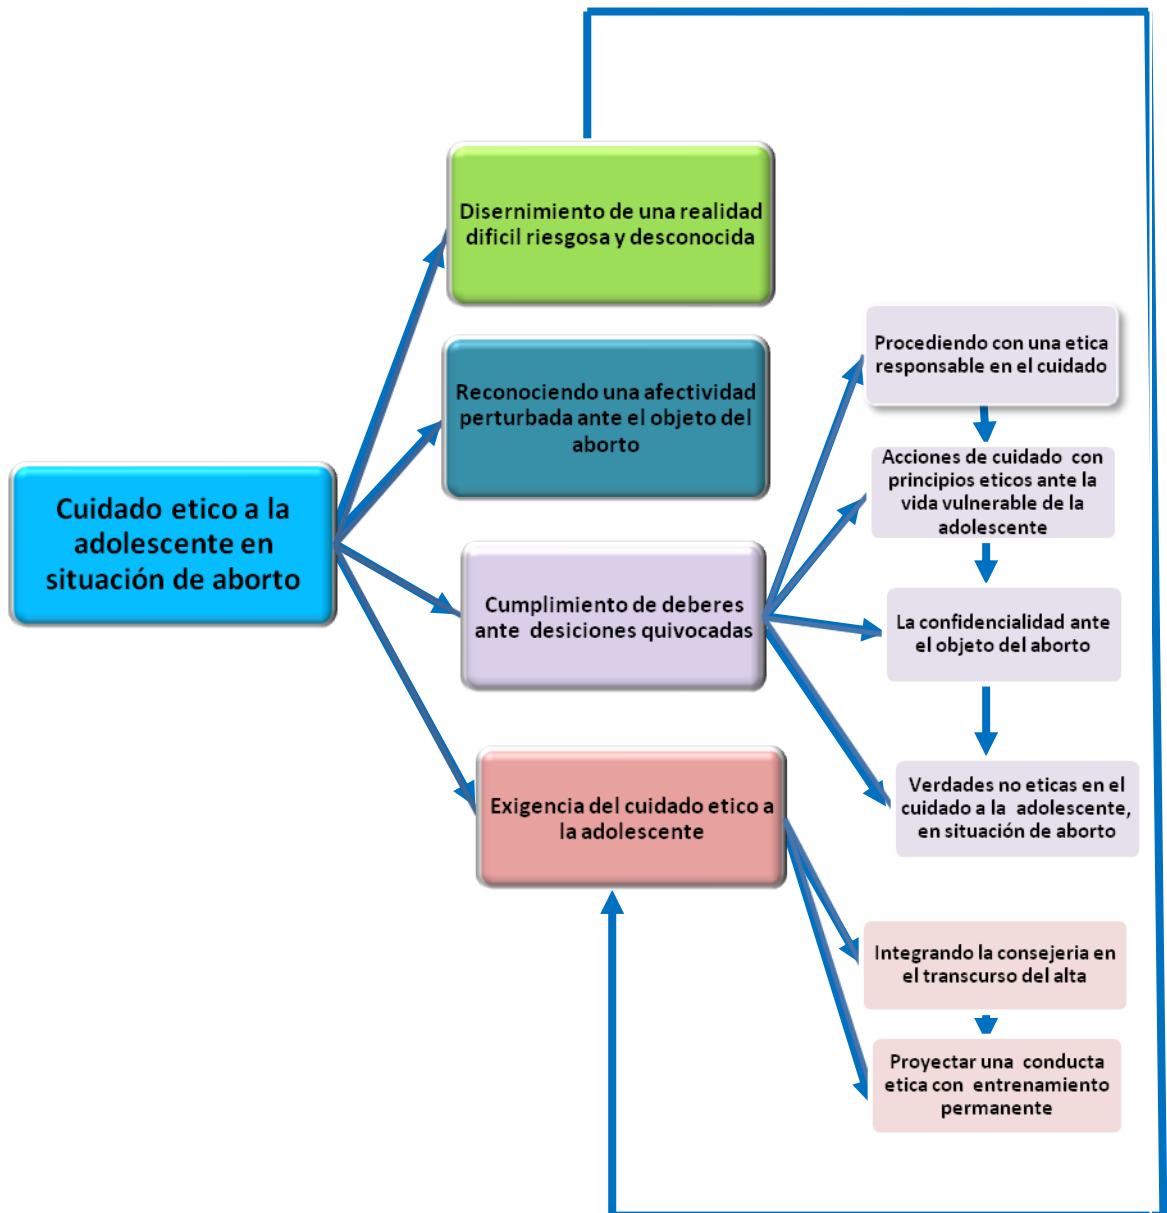 Disernimiento de una realidad
dificil riesgosa y desconocida
Procediendo con una etica
responsable en el cuidado
Reconociendo una afectividad
perturbada ante el objeto del
aborto
Acciones de cuidado con
principios eticos ante la
vida vulnerable de la
adolescente
Cuidado etico a la
adolescente en
situación de aborto
Cumplimiento de deberes
ante desiciones quivocadas
La confidencialidad ante
el objeto del aborto
Exigencia del cuidado etico a
la adolescente
Verdades no eticas en el
cuidado a la adolescente,
en situación de aborto
Integrando la consejeria en
el transcurso del alta
Proyectar una conducta
etica con entrenamiento
permanente